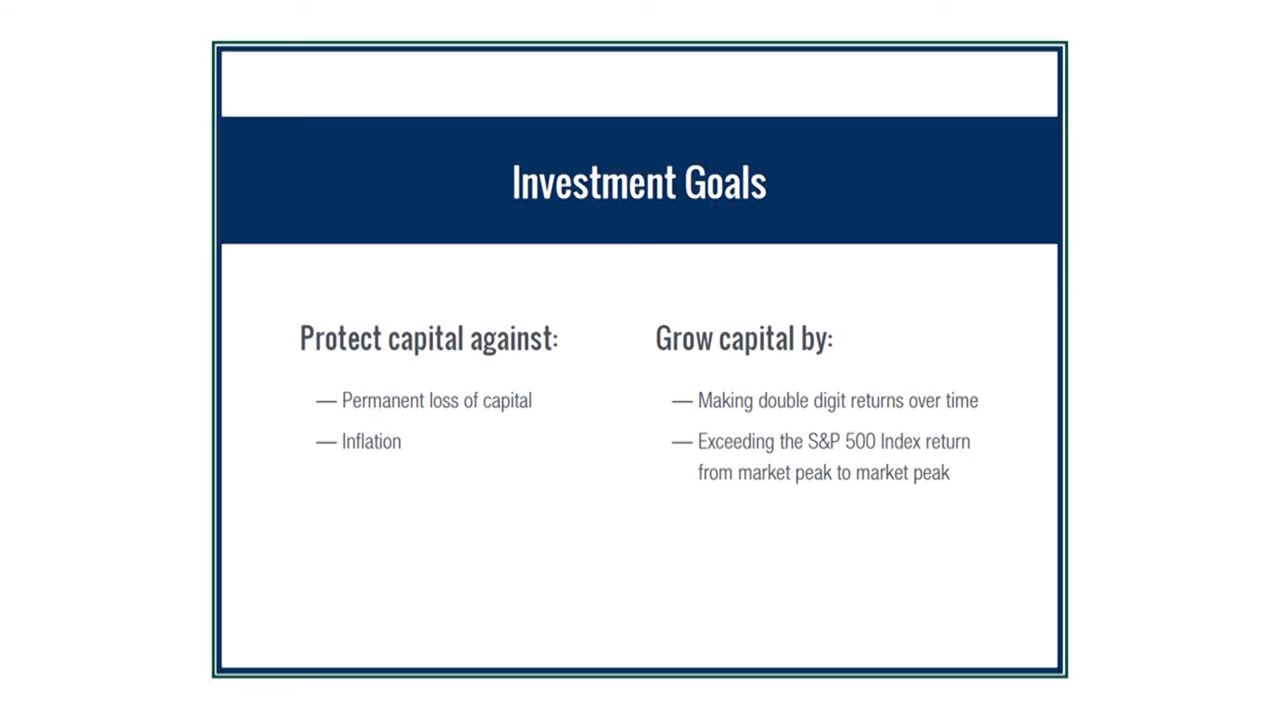 Investment Goals
Protect capital against:
— Permanent loss of capital
— Inflation
Grow capital by:
— Making double digit returns over time
— Exceeding the S&P 500 Index return
from market peak to market peak